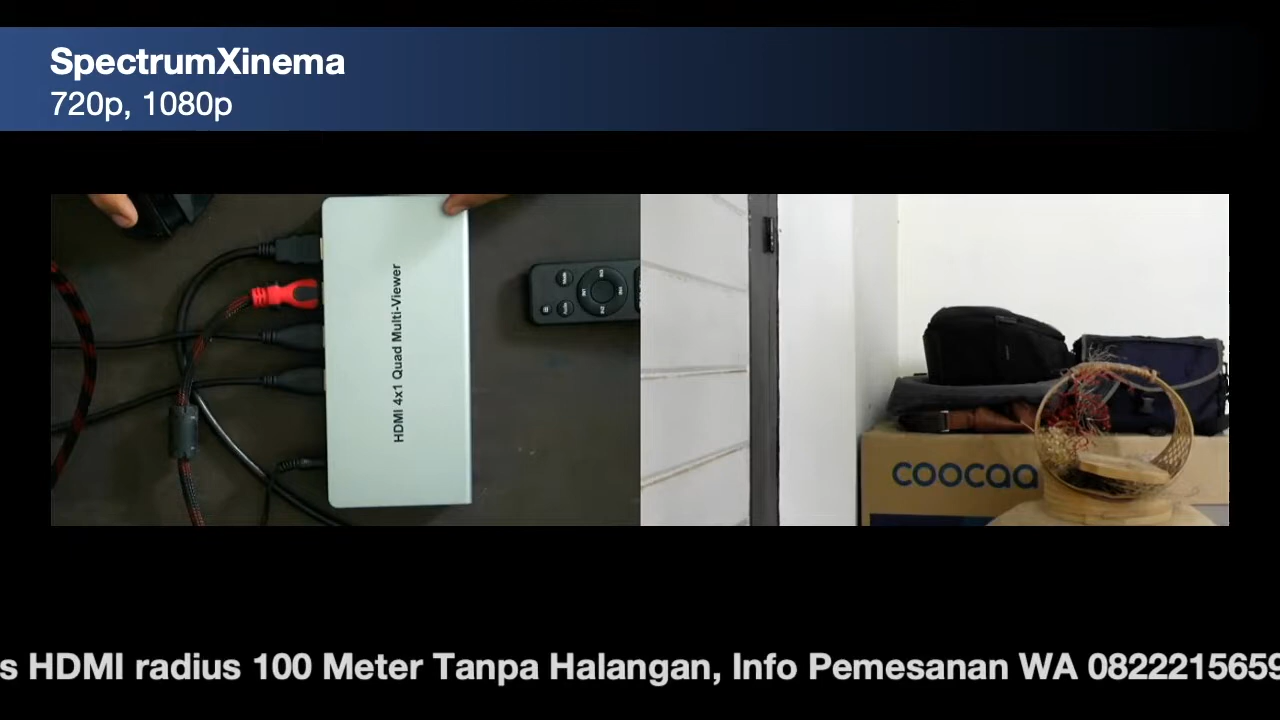 SpectrumXinema
720p, 1080p
HDMI 4x1 Quad Multi-Viewer
coocaa
s HDMI radius 100 Meter Tanpa Halangan, Info Pemesanan WA 0822215659